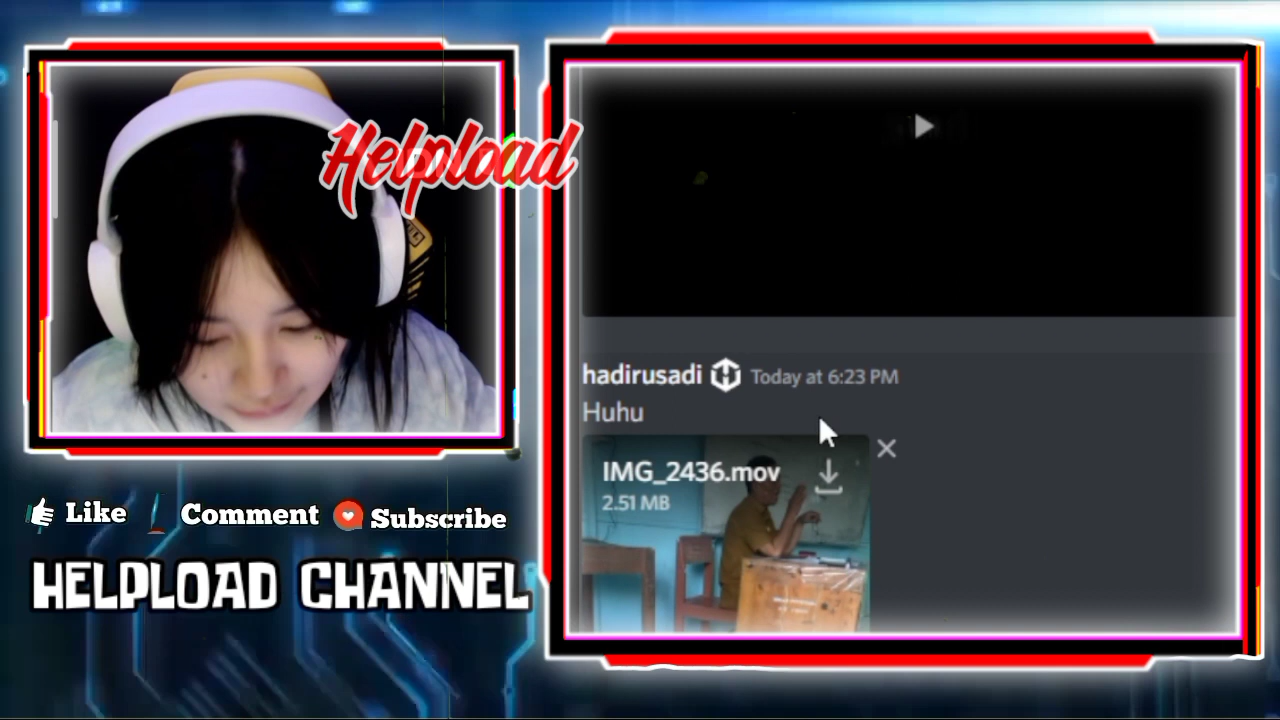 Helpload
hadirusadi Today at 6:23 PM
Huhu
IMG_2436.mov
2.51 MB
Like Comment Subscribe
HELPLOAD CHANNEL